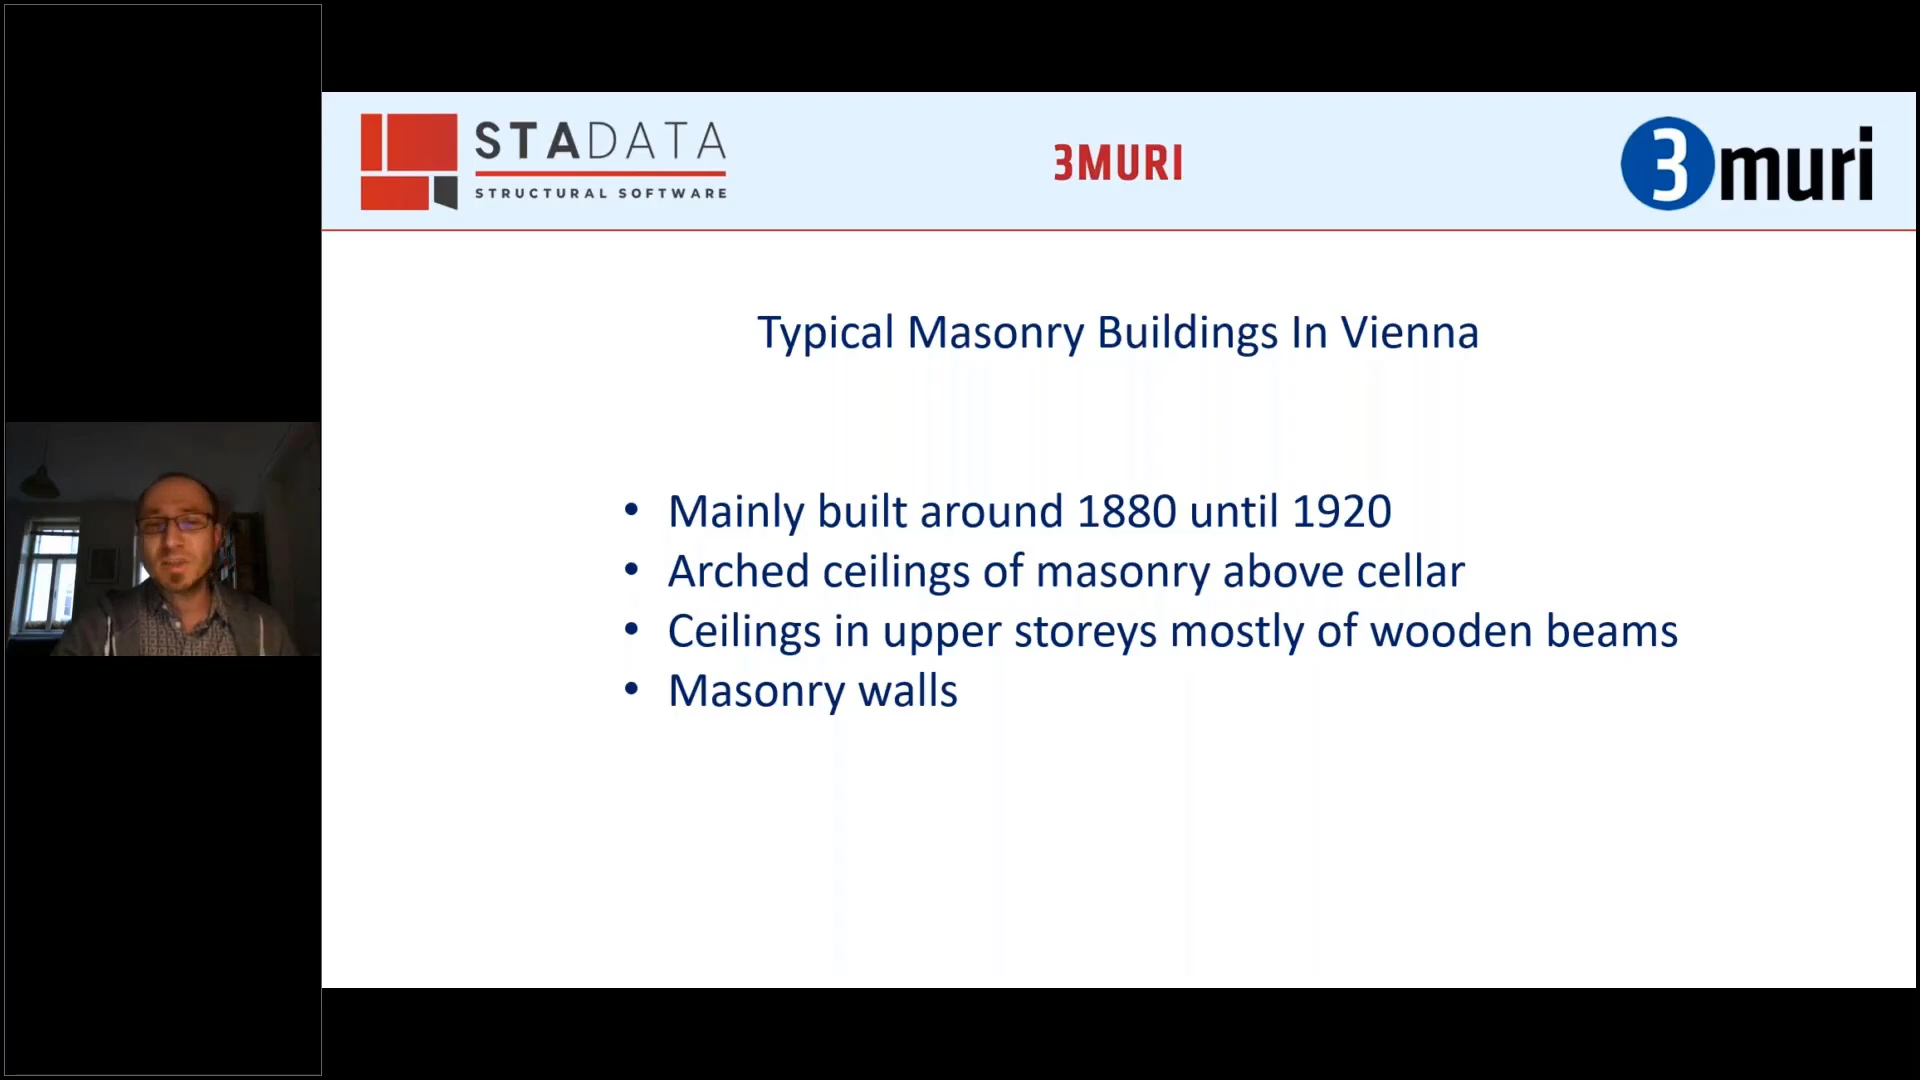 STADATA
STRUCTURAL SOFTWARE
3MURI
3muri
Typical Masonry Buildings In Vienna
• Mainly built around 1880 until 1920
• Arched ceilings of masonry above cellar
• Ceilings in upper storeys mostly of wooden beams
• Masonry walls